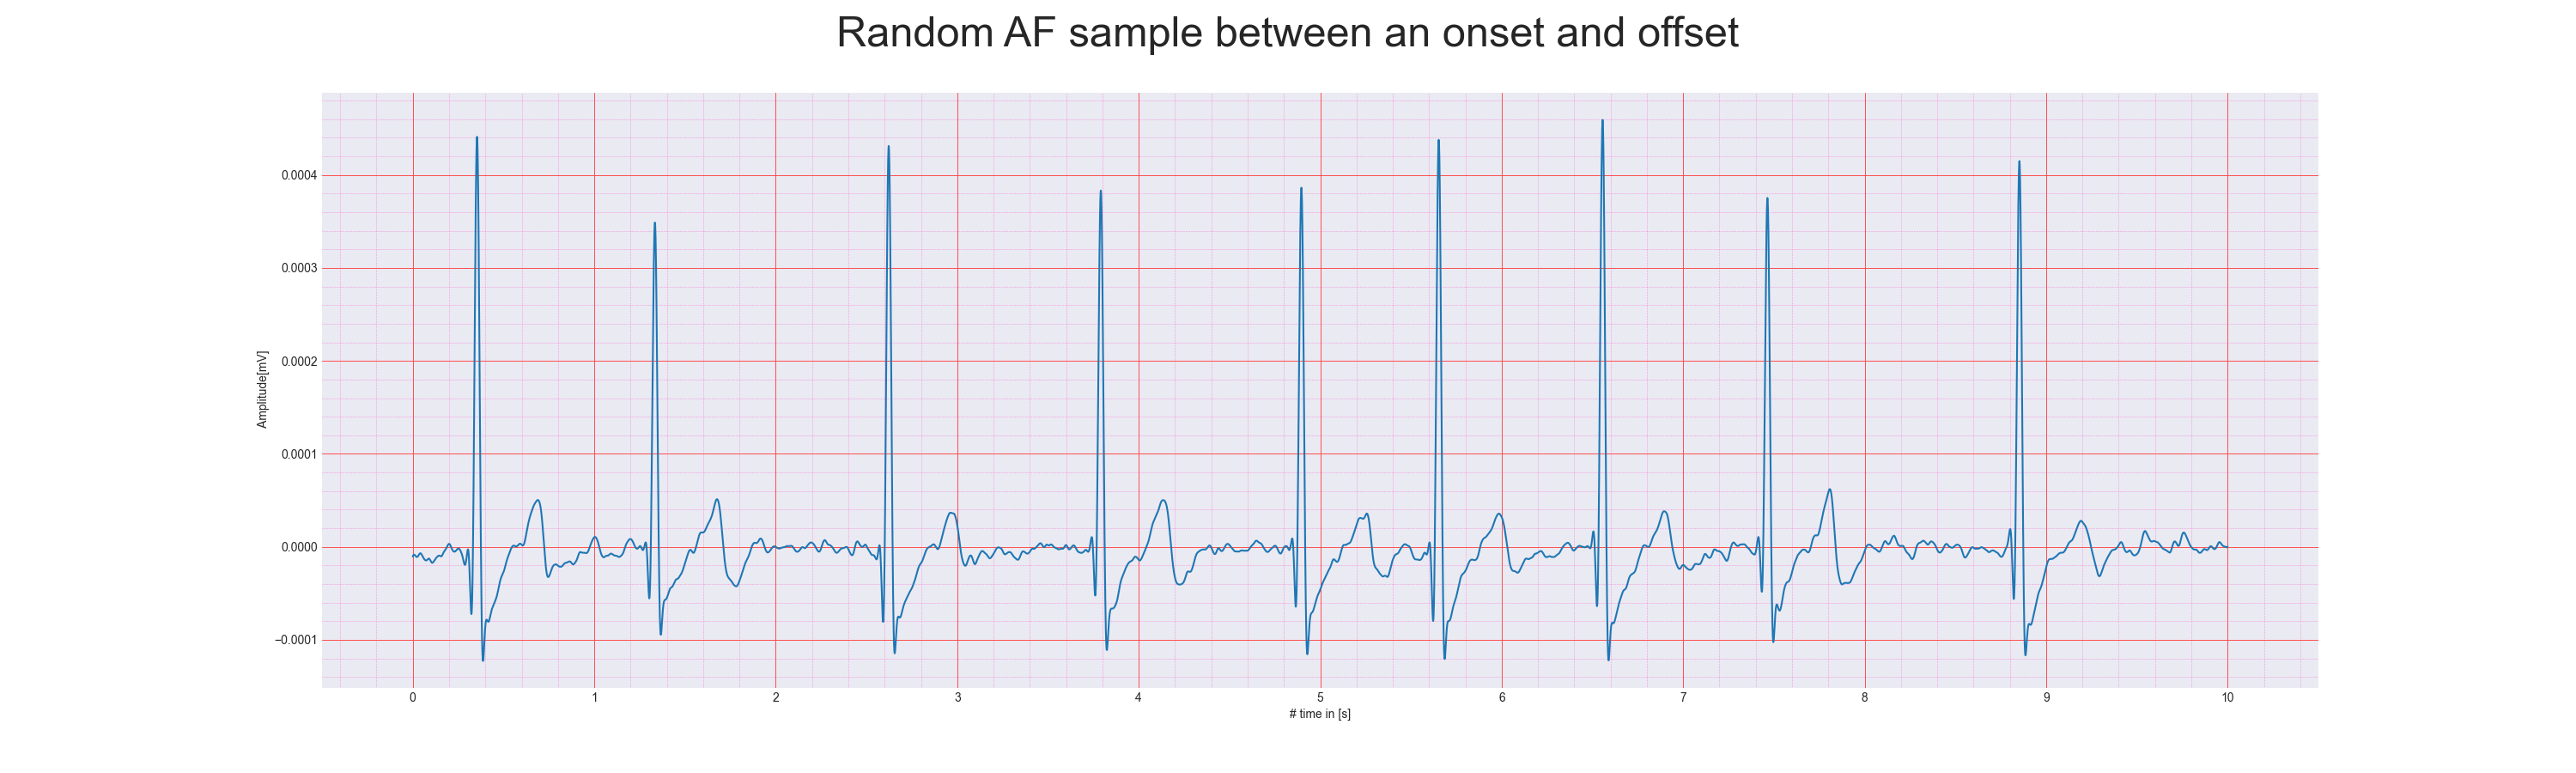 Random AF sample between an onset and offset
0.0004
0.0003
0.0002
0.0001
0.0000
−0.0001
Amplitude[mV]
0 1 2 3 4 5 6 7 8 9 10
# time in [s]